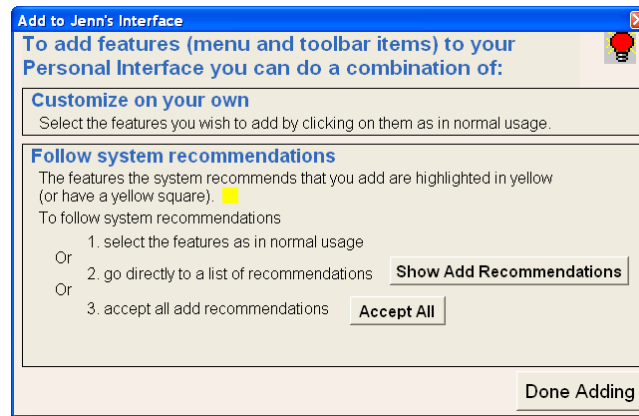 Add to Jenn's Interface
To add features (menu and toolbar items) to your
Personal Interface you can do a combination of:
Customize on your own
Select the features you wish to add by clicking on them as in normal usage.
Follow system recommendations
The features the system recommends that you add are highlighted in yellow
(or have a yellow square).
To follow system recommendations
1. select the features as in normal usage
Or
2. go directly to a list of recommendations Show Add Recommendations
Or
3. accept all add recommendations Accept All
Done Adding